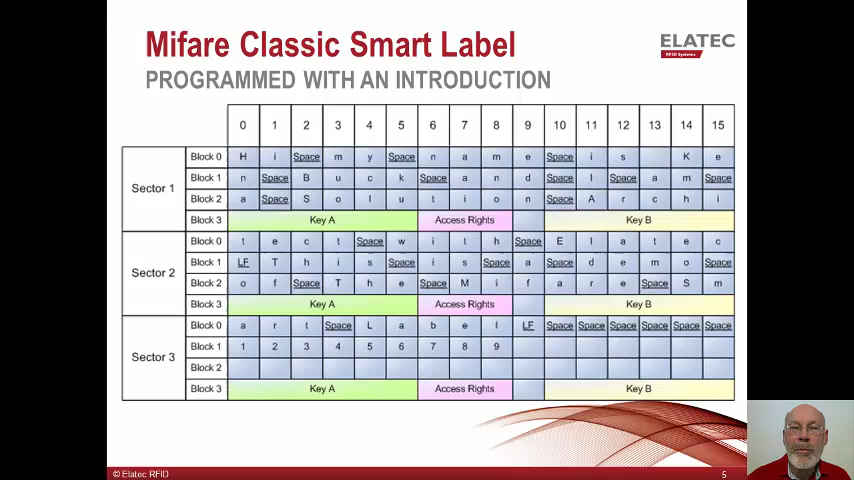 Mifare Classic Smart Label
ELATEC
RFID Systems
PROGRAMMED WITH AN INTRODUCTION
0 1 2 3 4 5 6 7 8 9 10 11 12 13 14 15
Sector 1
Block 0 H i Space m y Space n a m e Space i s K e
Block 1 n Space B u c k Space a n d Space I Space a m Space
Block 2 a Space S o l u t i o n Space A r c h i
Block 3 Key A Access Rights Key B
Sector 2
Block 0 t e c t Space w i t h Space E l a t e c
Block 1 LF T h i s Space i s Space a Space d e m o Space
Block 2 o f Space T h e Space M i f a r e Space S m
Block 3 Key A Access Rights Key B
Sector 3
Block 0 a r t Space L a b e l LF Space Space Space Space Space Space
Block 1 1 2 3 4 5 6 7 8 9
Block 2
Block 3 Key A Access Rights Key B
© Elatec RFID
5